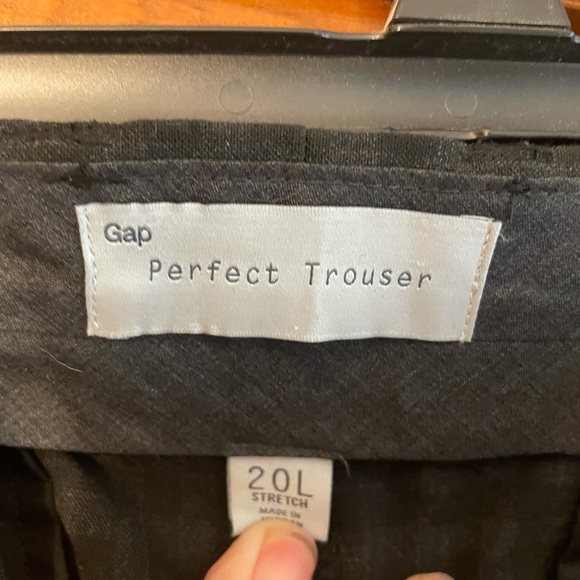 Gap
Perfect Trouser
20L
STRETCH
MADE IN